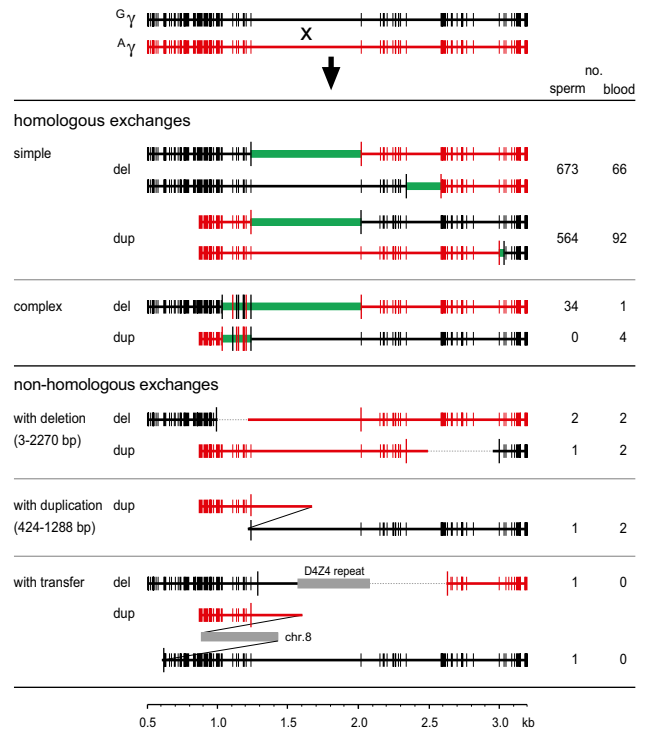 Gγ
x
Aγ
no. no.
sperm blood
homologous exchanges
simple del 673 66
dup 564 92
complex del 34 1
dup 0 4
non-homologous exchanges
with deletion del 2 2
(3-2270 bp) dup 1 2
with duplication dup
(424-1288 bp) 1 2
with transfer del D4Z4 repeat 1 0
dup
chr.8
1 0
0.5 1.0 1.5 2.0 2.5 3.0 kb